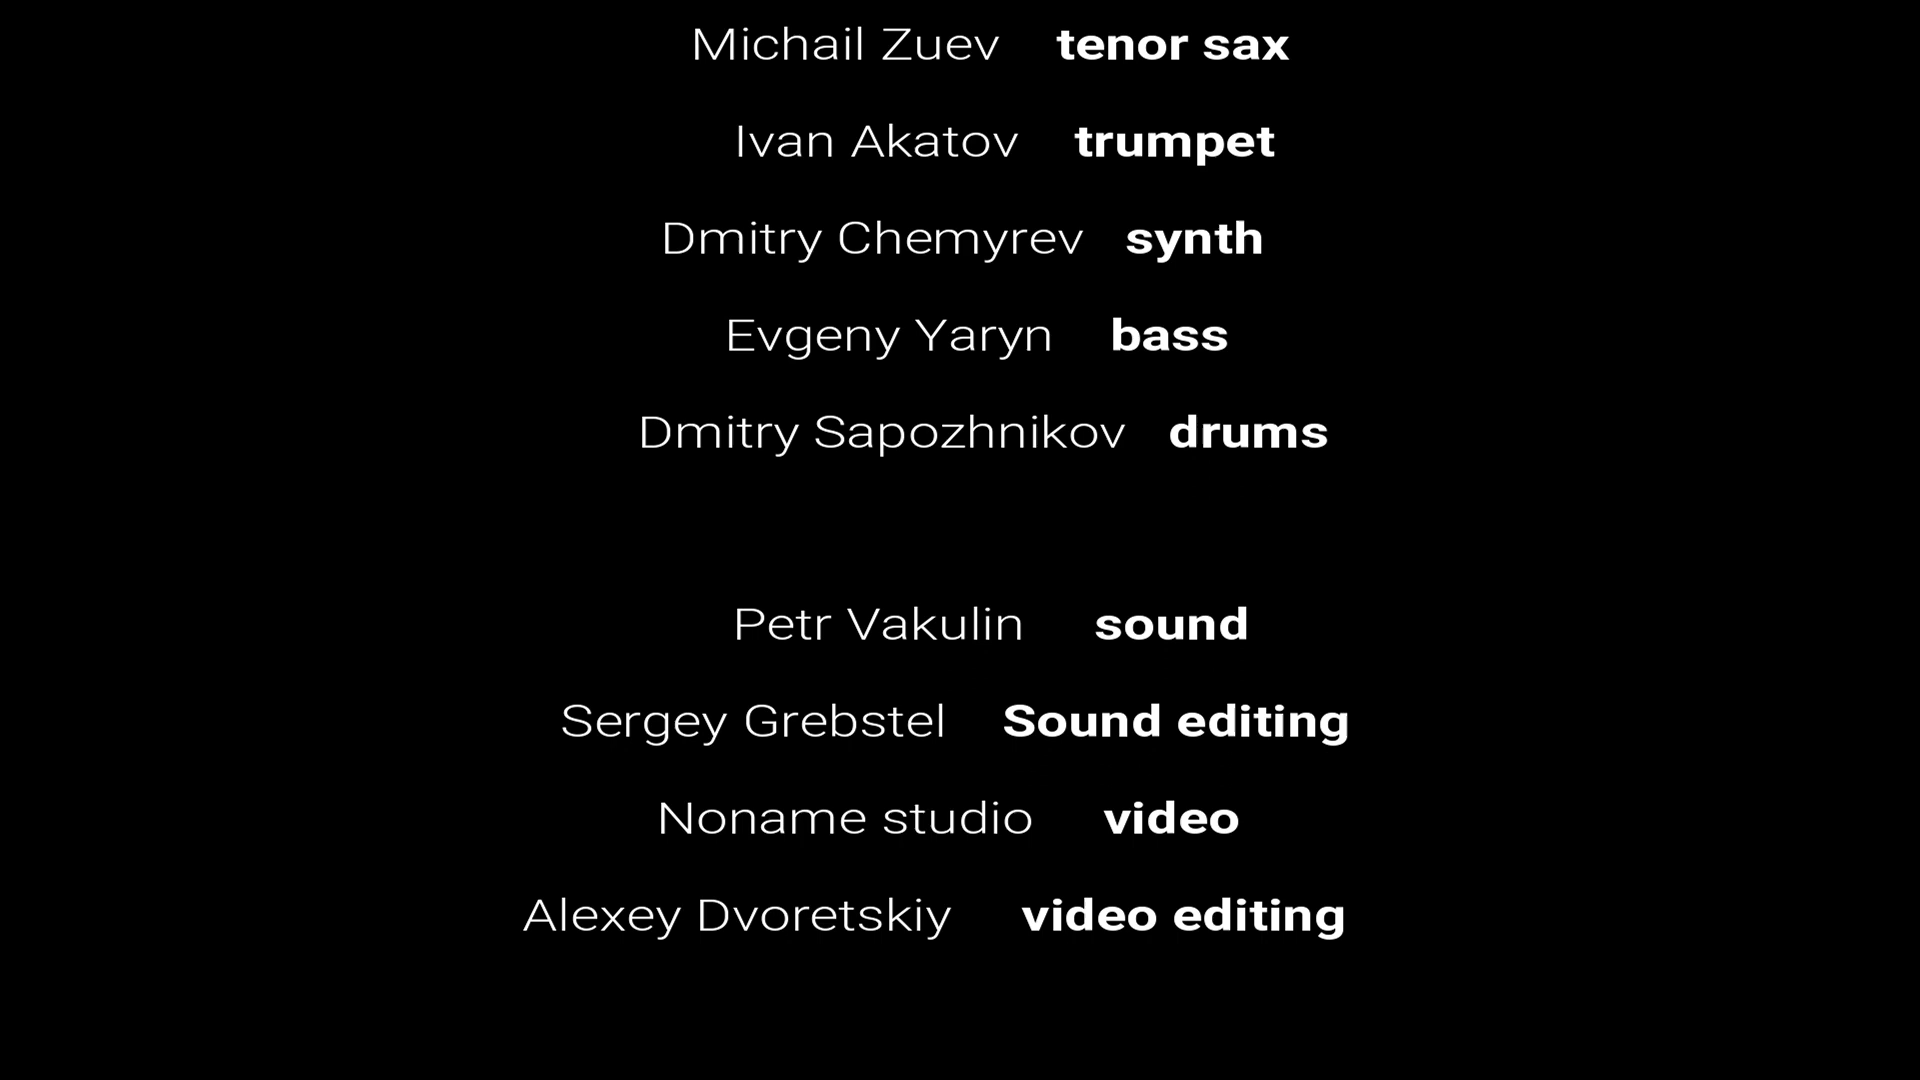 Michail Zuev tenor sax
Ivan Akatov trumpet
Dmitry Chemyrev synth
Evgeny Yaryn bass
Dmitry Sapozhnikov drums
Petr Vakulin sound
Sergey Grebstel Sound editing
Noname studio video
Alexey Dvoretskiy video editing